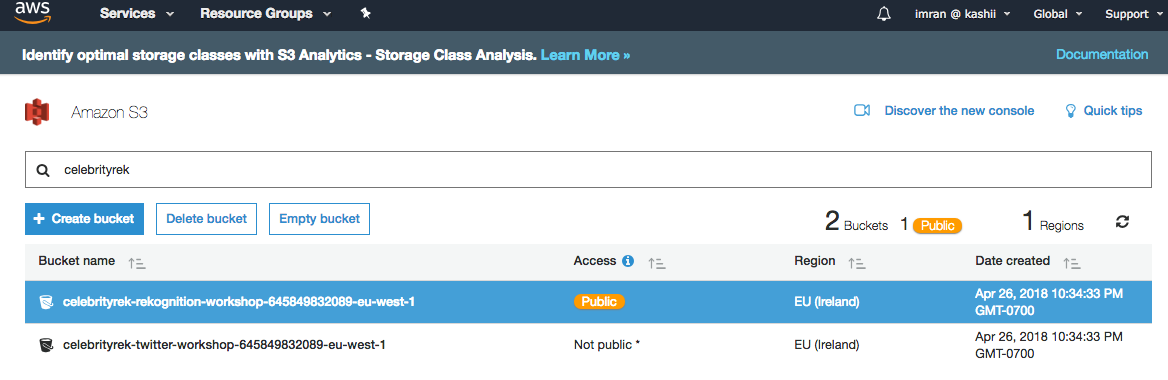 aws Services Resource Groups imran @ kashii Global Support
Identify optimal storage classes with S3 Analytics - Storage Class Analysis. Learn More » Documentation
Amazon S3 Discover the new console Quick tips
celebrityrek
+ Create bucket Delete bucket Empty bucket 2 Buckets 1 Public 1 Regions
Bucket name Access Region Date created
celebrityrek-rekognition-workshop-645849832089-eu-west-1 Public EU (Ireland) Apr 26, 2018 10:34:33 PM
GMT-0700
celebrityrek-twitter-workshop-645849832089-eu-west-1 Not public * EU (Ireland) Apr 26, 2018 10:34:33 PM
GMT-0700